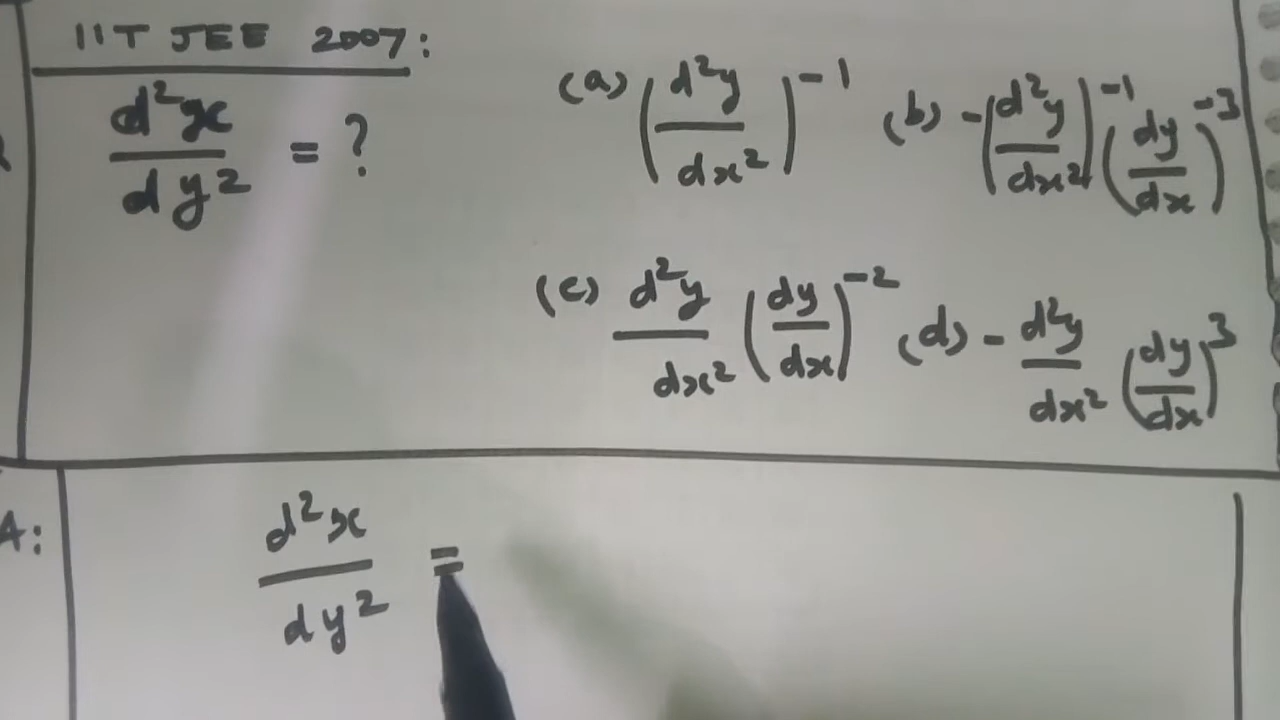 IIT JEE 2007:
d²x/dy² = ?
(a) (d²y/dx²)⁻¹ (b) -(d²y/dx²)⁻¹ (dy/dx)⁻³
(c) d²y/dx² (dy/dx)⁻² (d) - d²y/dx² (dy/dx)³
A:
d²x/dy² =